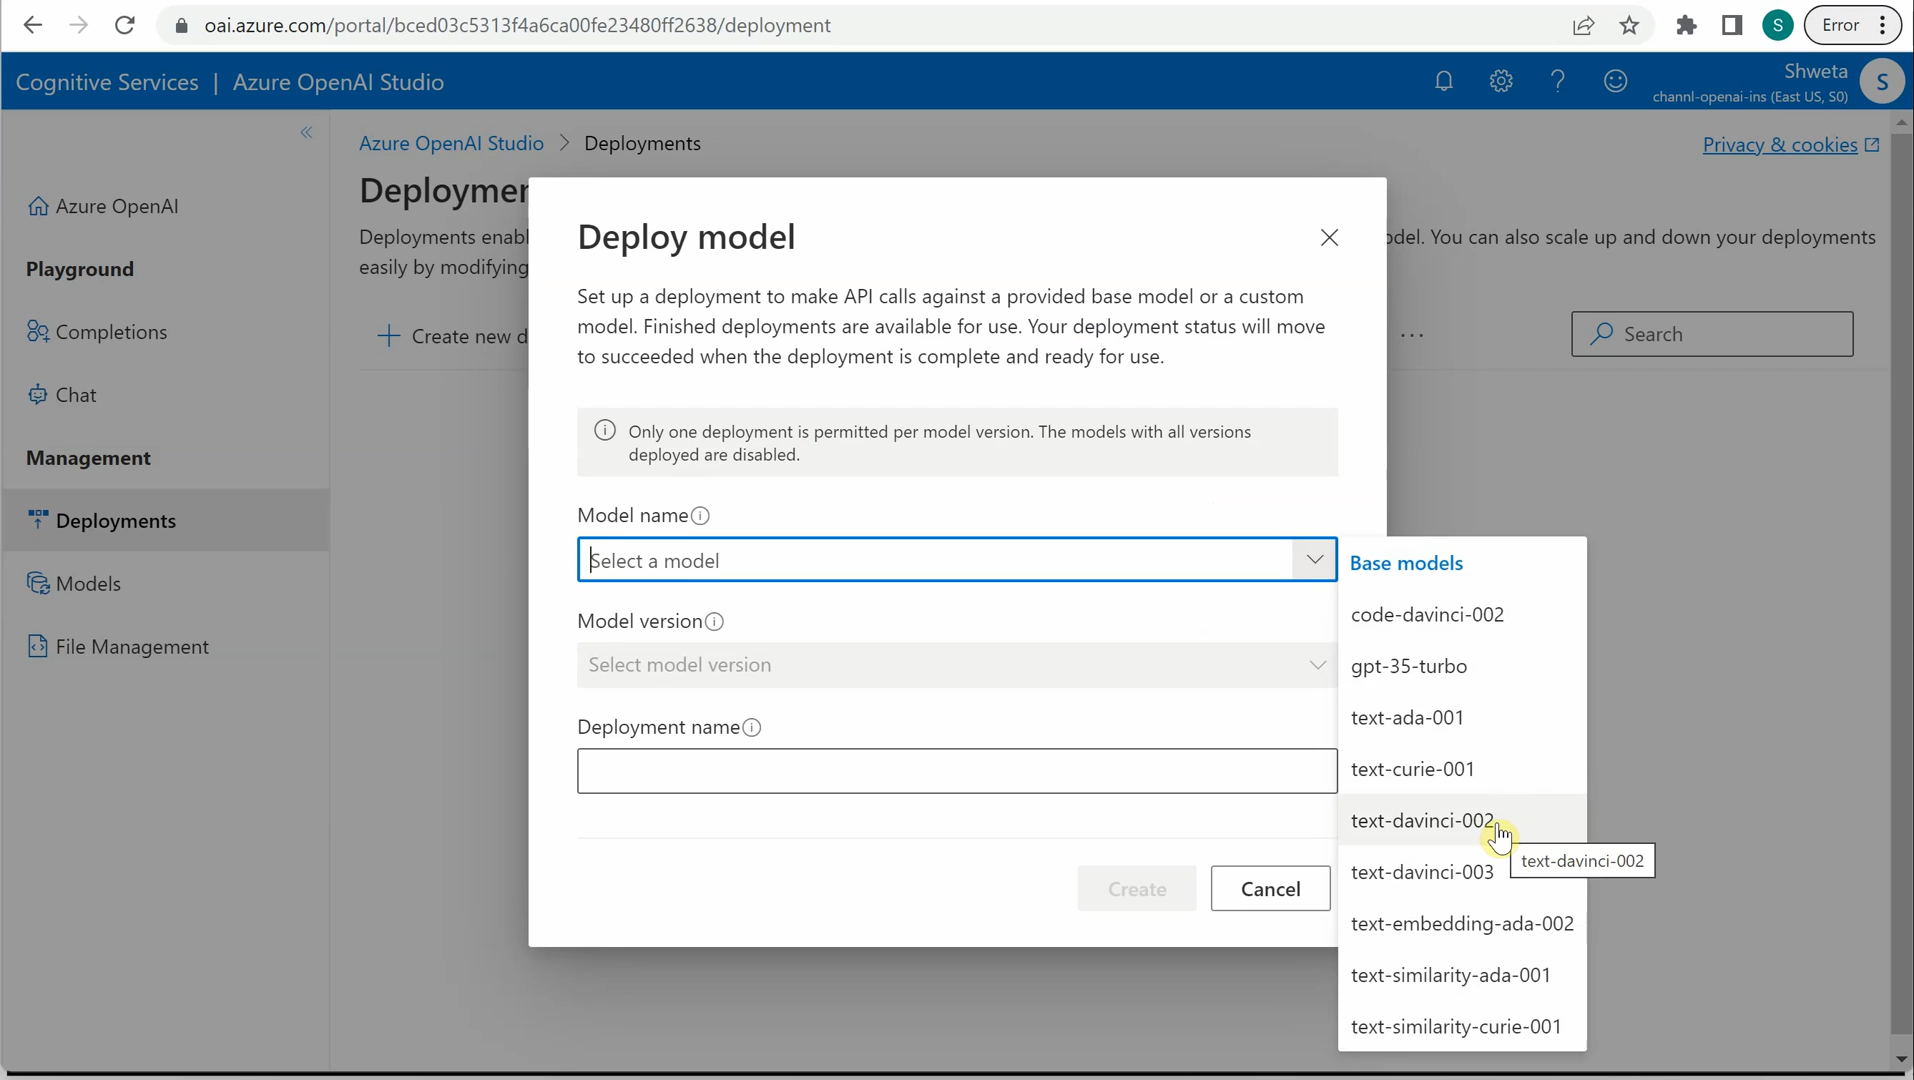 oai.azure.com/portal/bced03c5313f4a6ca00fe23480ff2638/deployment
S
Error
Cognitive Services | Azure OpenAI Studio
Shweta
channl-openai-ins (East US, S0)
S
Azure OpenAI Studio > Deployments
Privacy & cookies
Azure OpenAI
Playground
Completions
Chat
Management
Deployments
Models
File Management
Deploymen
Deployments enabl
odel. You can also scale up and down your deployments
easily by modifying
Create new d
...
Search
Deploy model
Set up a deployment to make API calls against a provided base model or a custom
model. Finished deployments are available for use. Your deployment status will move
to succeeded when the deployment is complete and ready for use.
Only one deployment is permitted per model version. The models with all versions
deployed are disabled.
Model name
Select a model
Model version
Select model version
Deployment name
Create
Cancel
Base models
code-davinci-002
gpt-35-turbo
text-ada-001
text-curie-001
text-davinci-002
text-davinci-002
text-davinci-003
text-embedding-ada-002
text-similarity-ada-001
text-similarity-curie-001